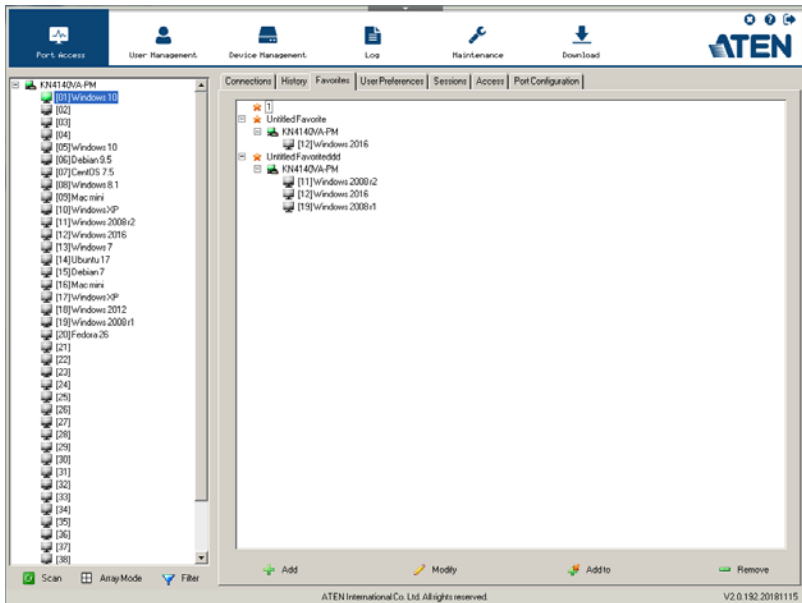 Port Access
User Management
Device Management
Log
Maintenance
Download
ATEN
KN4140VA-PM
[01]Windows 10
[02]
[03]
[04]
[05]Windows 10
[06]Debian 9.5
[07]CentOS 7.5
[08]Windows 8.1
[09]Mac mini
[10]Windows XP
[11]Windows 2008 r2
[12]Windows 2016
[13]Windows 7
[14]Ubuntu 17
[15]Debian 7
[16]Mac mini
[17]Windows XP
[18]Windows 2012
[19]Windows 2008 r1
[20]Fedora 26
[21]
[22]
[23]
[24]
[25]
[26]
[27]
[28]
[29]
[30]
[31]
[32]
[33]
[34]
[35]
[36]
[37]
[38]
Scan
Array Mode
Filter
Connections
History
Favorites
User Preferences
Sessions
Access
Port Configuration
1
Untitled Favorite
KN4140VA-PM
[12]Windows 2016
Untitled Favoriteddd
KN4140VA-PM
[11]Windows 2008 r2
[12]Windows 2016
[19]Windows 2008 r1
Add
Modify
Add to
Remove
ATEN International Co. Ltd. All rights reserved.
V2.0.192.20181115